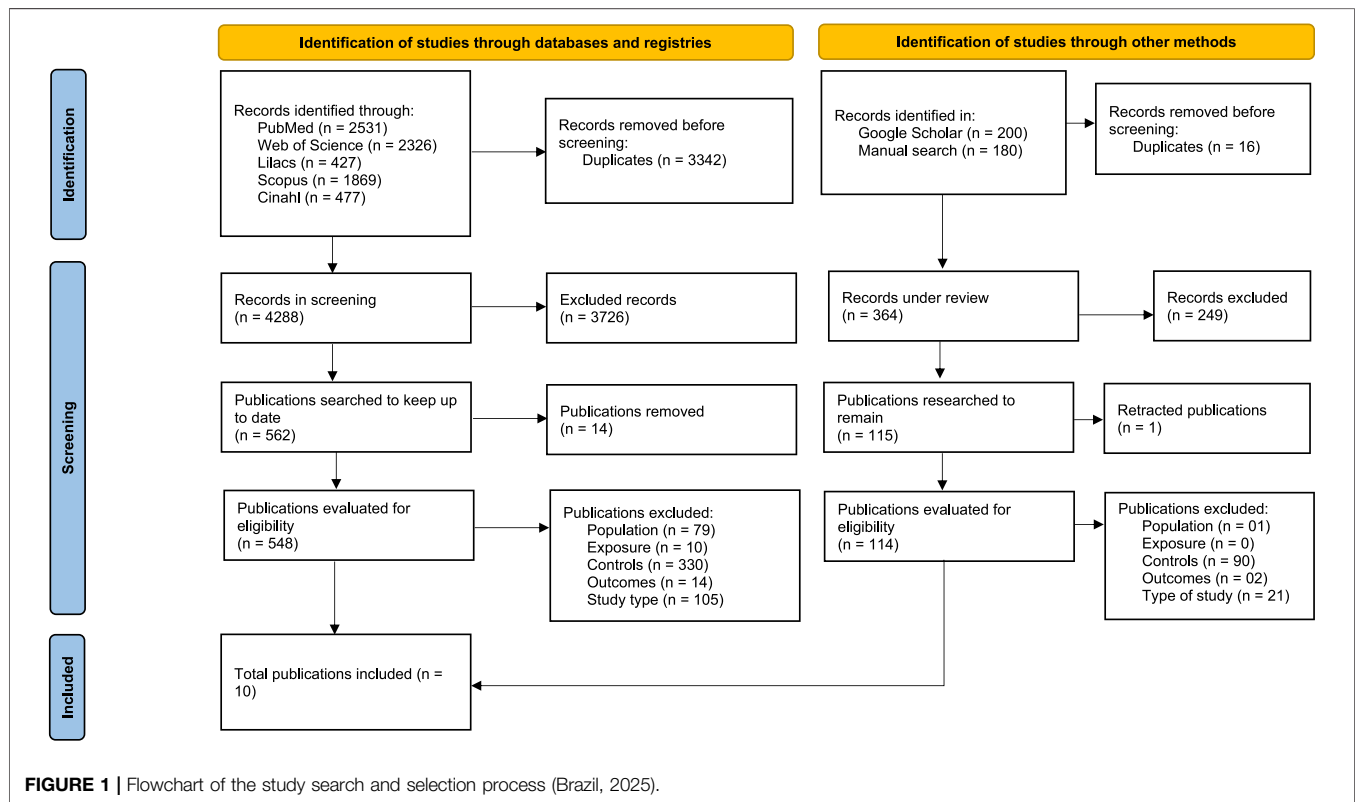 Identification of studies through databases and registries
Identification of studies through other methods
Identification
Records identified through:
PubMed (n = 2531)
Web of Science (n = 2326)
Lilacs (n = 427)
Scopus (n = 1869)
Cinahl (n = 477)
Records removed before
screening:
Duplicates (n = 3342)
Records identified in:
Google Scholar (n = 200)
Manual search (n = 180)
Records removed before
screening:
Duplicates (n = 16)
Screening
Records in screening
(n = 4288)
Excluded records
(n = 3726)
Records under review
(n = 364)
Records excluded
(n = 249)
Publications searched to keep up
to date
(n = 562)
Publications removed
(n = 14)
Publications researched to
remain
(n = 115)
Retracted publications
(n = 1)
Publications evaluated for
eligibility
(n = 548)
Publications excluded:
Population (n = 79)
Exposure (n = 10)
Controls (n = 330)
Outcomes (n = 14)
Study type (n = 105)
Publications evaluated for
eligibility
(n = 114)
Publications excluded:
Population (n = 01)
Exposure (n = 0)
Controls (n = 90)
Outcomes (n = 02)
Type of study (n = 21)
Included
Total publications included (n =
10)
FIGURE 1 | Flowchart of the study search and selection process (Brazil, 2025).